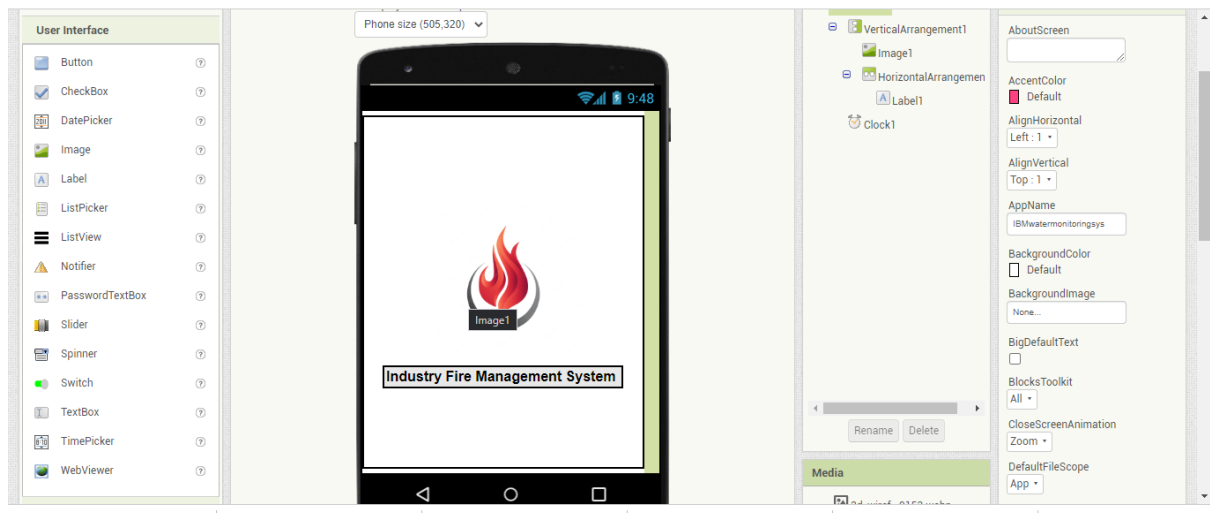 User Interface
Button
CheckBox
DatePicker
Image
Label
ListPicker
ListView
Notifier
PasswordTextBox
Slider
Spinner
Switch
TextBox
TimePicker
WebViewer
Phone size (505,320)
9:48
Image1
Industry Fire Management System
VerticalArrangement1
Image1
HorizontalArrangemen
Label1
Clock1
Rename Delete
Media
AboutScreen
AccentColor
Default
AlignHorizontal
Left : 1
AlignVertical
Top : 1
AppName
IBMwatermonitoringsys
BackgroundColor
Default
BackgroundImage
None...
BigDefaultText
BlocksToolkit
All
CloseScreenAnimation
Zoom
DefaultFileScope
App